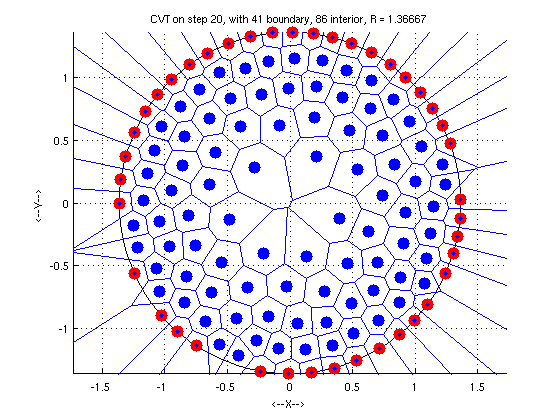 CVT on step 20, with 41 boundary, 86 interior, R = 1.36667
1
0.5
0
-0.5
-1
<--Y-->
-1.5 -1 -0.5 0 0.5 1 1.5
<--X-->